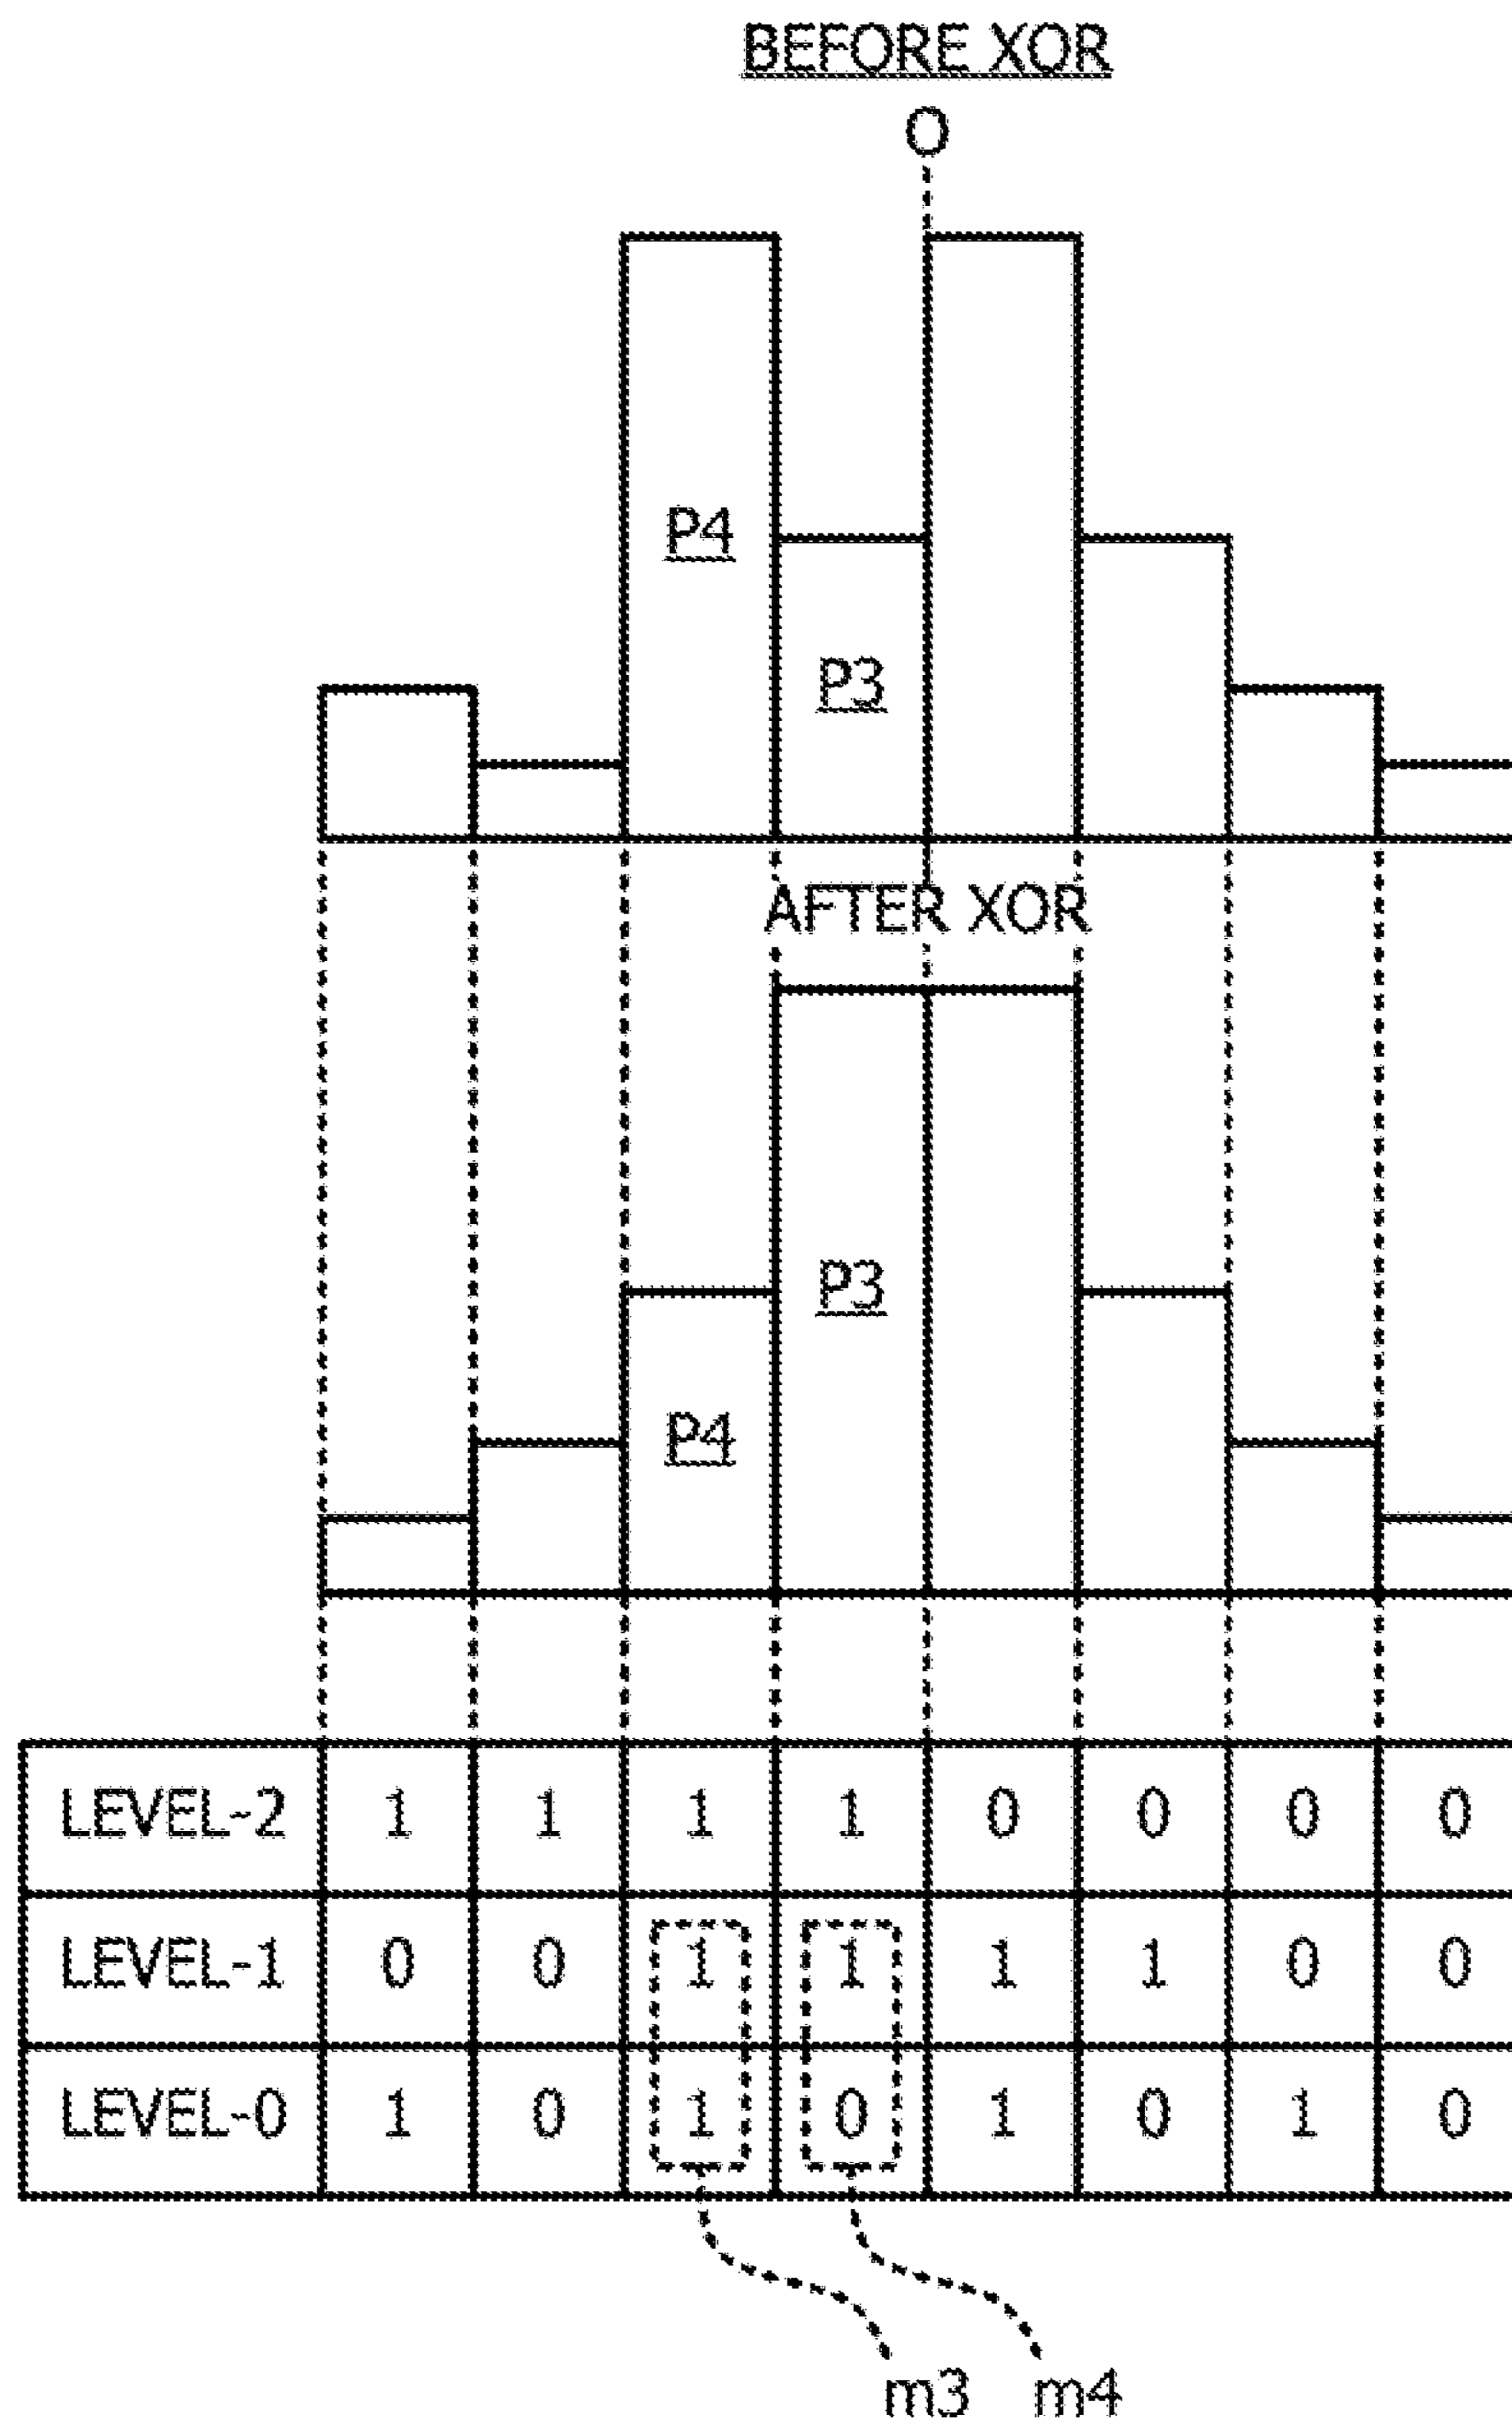 BEFORE XOR
O
P4
P3
AFTER XOR
P3
P4
LEVEL-2 1 1 1 1 0 0 0 0
LEVEL-1 0 0 1 1 1 1 0 0
LEVEL-0 1 0 1 0 1 0 1 0
m3 m4